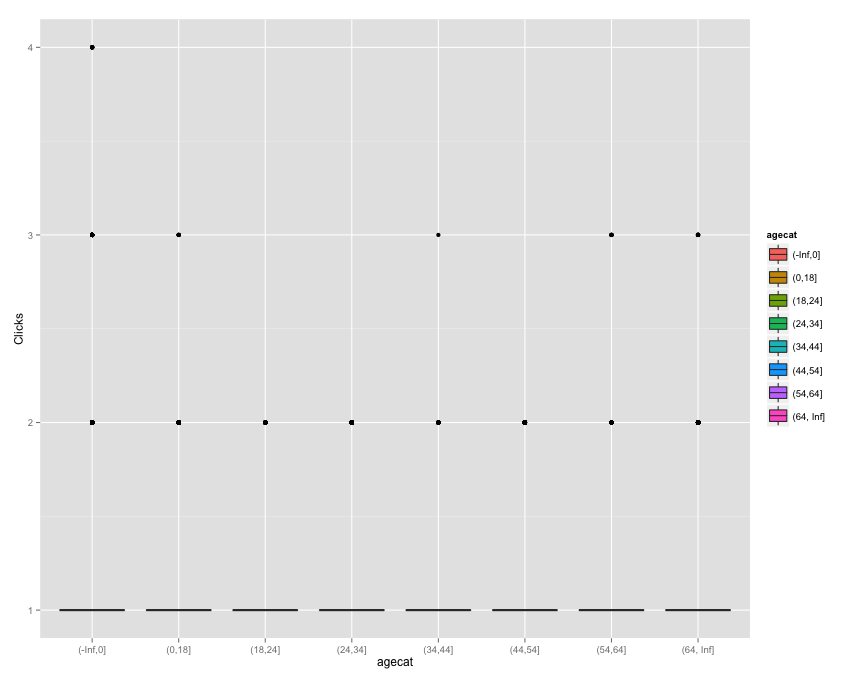 4
3
2
1
Clicks
(-Inf,0]
(0,18]
(18,24]
(24,34]
(34,44]
(44,54]
(54,64]
(64, Inf]
agecat
agecat
(-Inf,0]
(0,18]
(18,24]
(24,34]
(34,44]
(44,54]
(54,64]
(64, Inf]